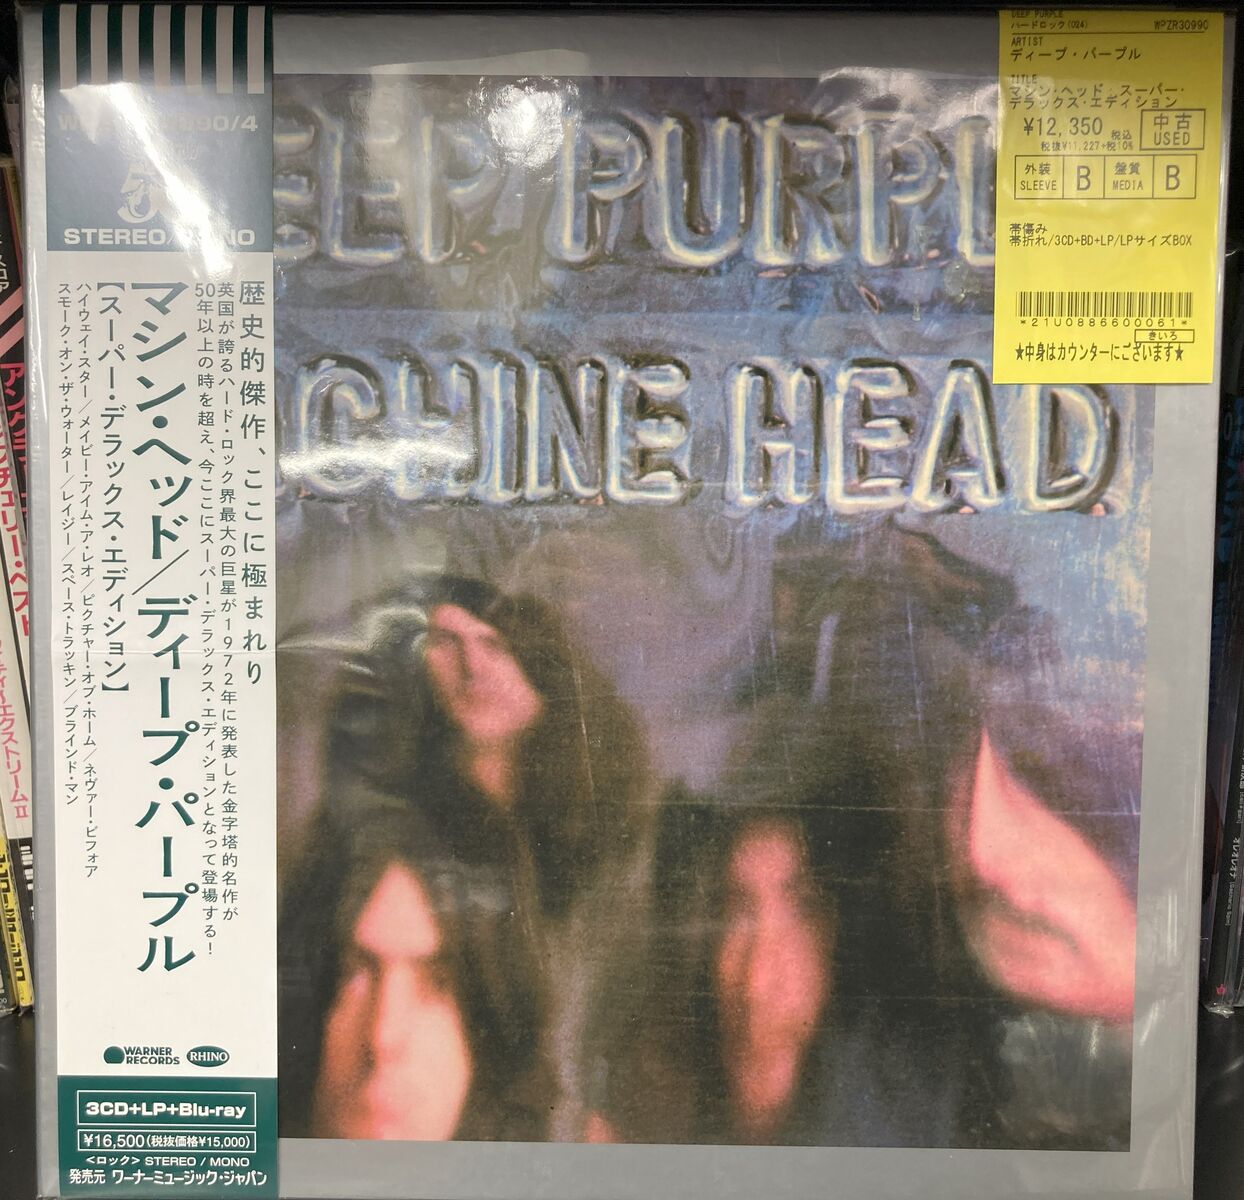 DEEP PURPLE
ハードロック(024)
WPZR30990
ARTIST
ディープ・パープル
TITLE
マシン・ヘッド・スーパー・
デラックス・エディション
¥12,350 税込
税抜¥11,227+税10%
中古
USED
外装
SLEEVE
B
盤質
MEDIA
B
帯傷み
帯折れ/3CD+BD+LP/LPサイズBOX
*21U0886600061*
きいろ
★中身はカウンターにございます★
EEP PURPL
CHINE HEAD
90/4
STEREO/MONO
歴史的傑作、ここに極まれり
英国が誇るハード・ロック界最大の巨星が1972年に発表した金字塔的名作が
50年以上の時を超え、今ここにスーパー・デラックス・エディションとなって登場する!
マシン・ヘッド/ディープ・パープル
【スーパー・デラックス・エディション】
ハイウェイ・スター/メイビー・アイム・ア・レオ/ピクチャー・オブ・ホーム/ネヴァー・ビフォア
スモーク・オン・ザ・ウォーター/レイジー/スペース・トラッキン/ブラインド・マン
WARNER
RECORDS
RHINO
3CD+LP+Blu-ray
¥16,500(税抜価格¥15,000)
<ロック> STEREO / MONO
発売元 ワーナーミュージック・ジャパン